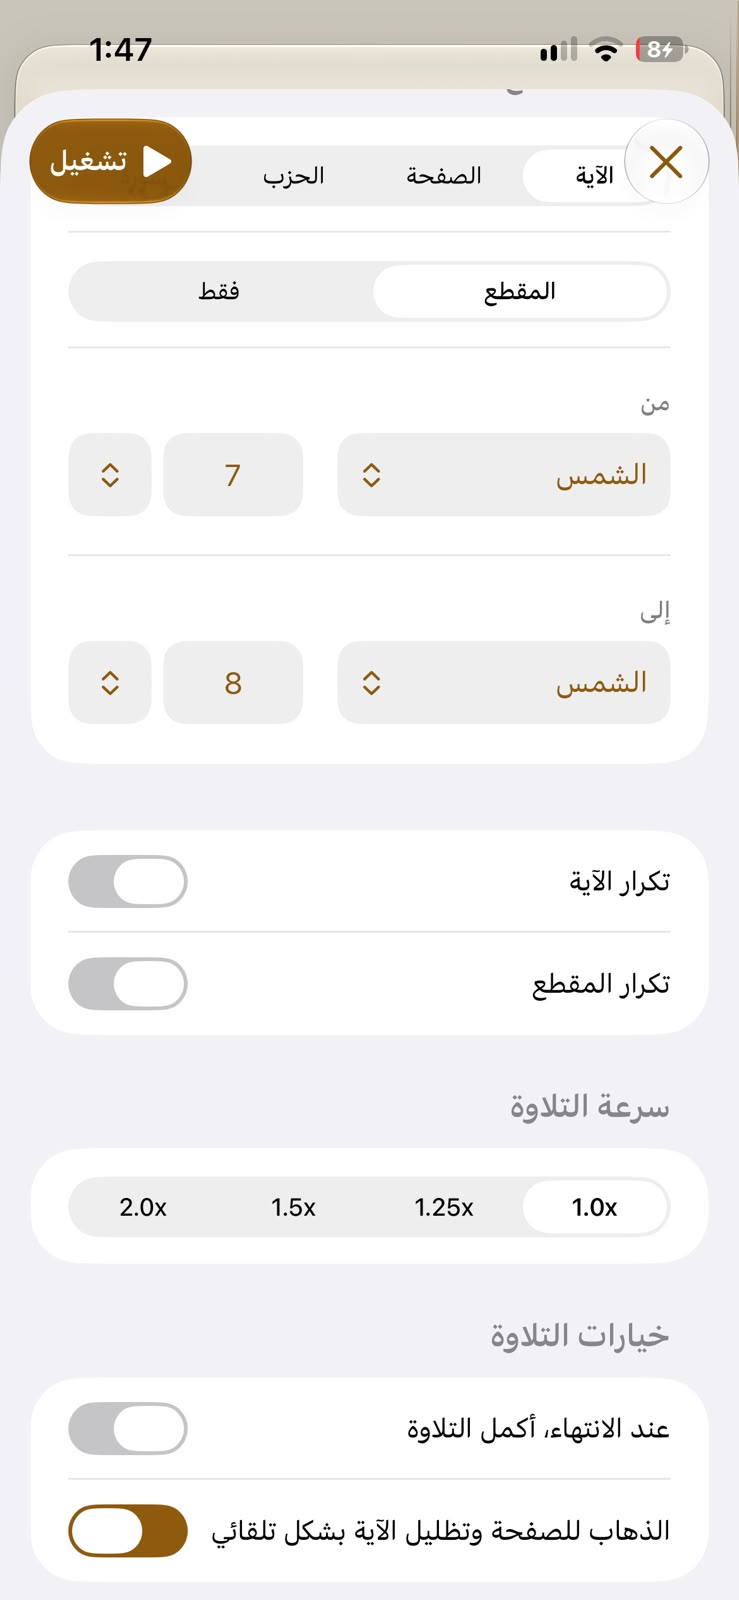 1:47
8
تشغيل
الآية الصفحة الحزب
المقطع فقط
من
الشمس 7
إلى
الشمس 8
تكرار الآية
تكرار المقطع
سرعة التلاوة
1.0x 1.25x 1.5x 2.0x
خيارات التلاوة
عند الانتهاء، أكمل التلاوة
الذهاب للصفحة وتظليل الآية بشكل تلقائي